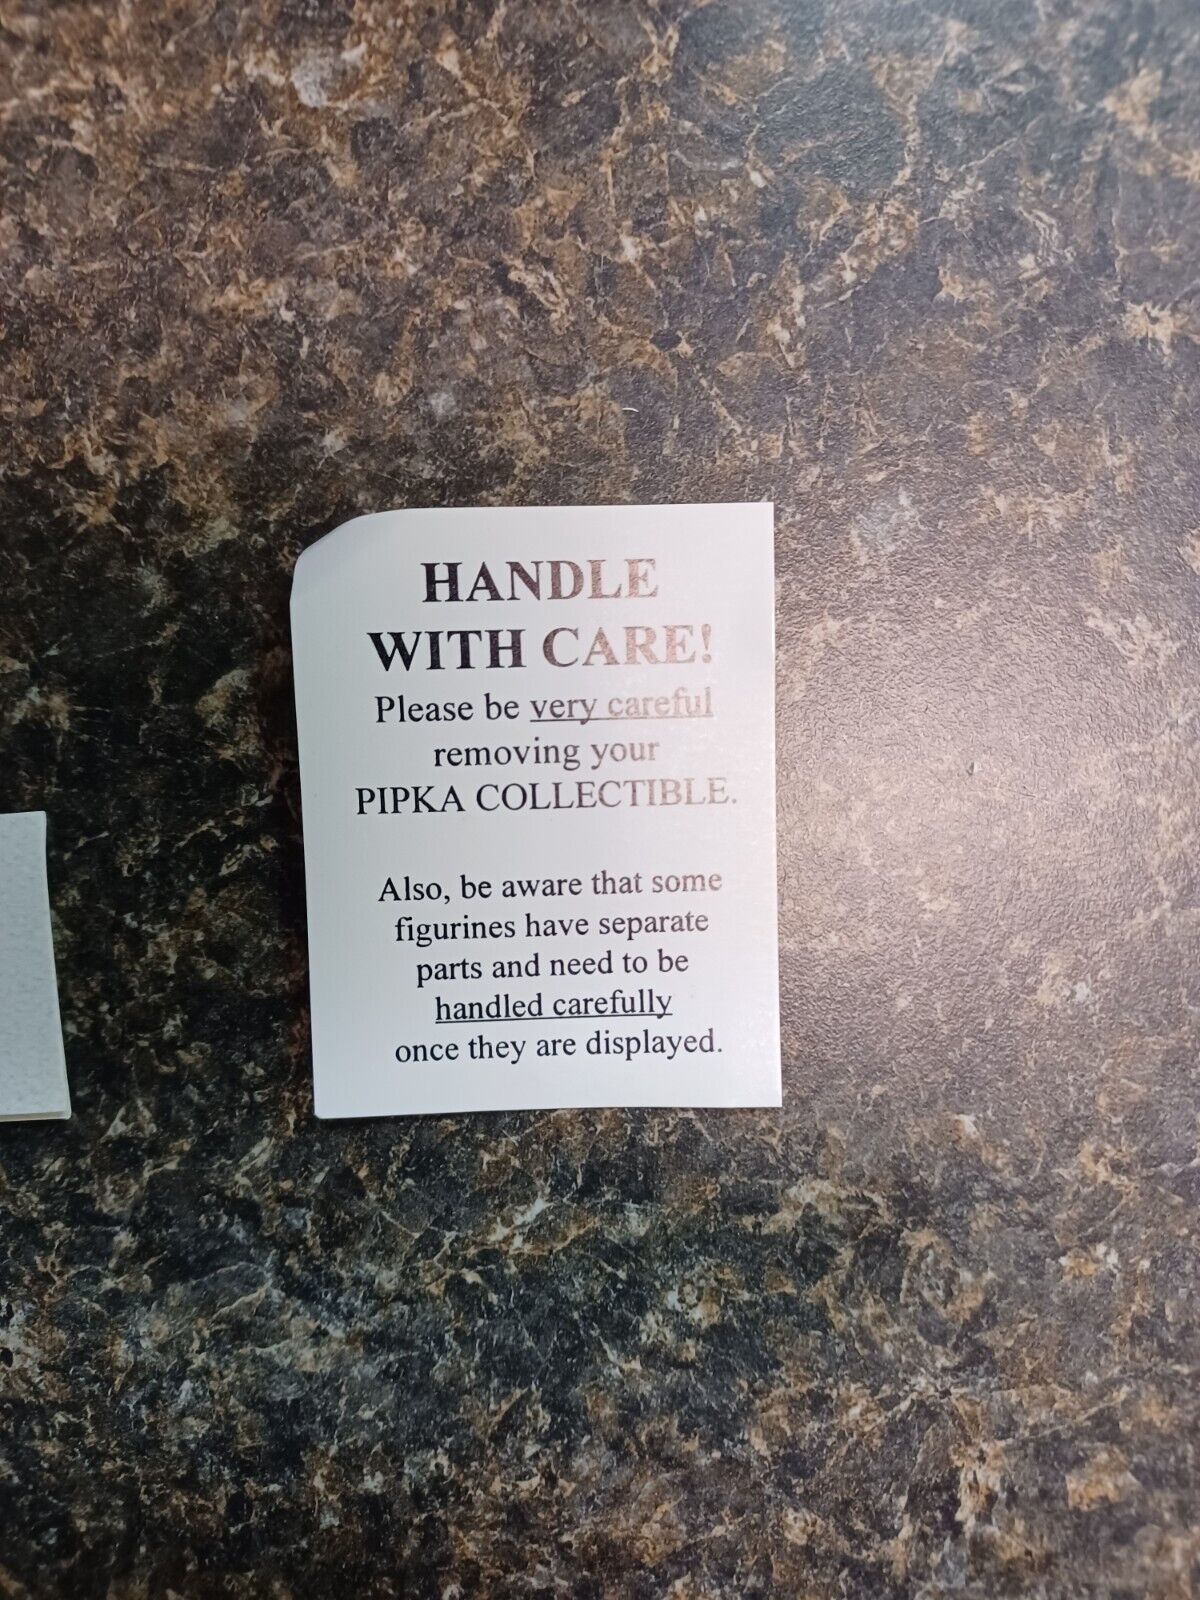 HANDLE
WITH CARE!
Please be very careful
removing your
PIPKA COLLECTIBLE.
Also, be aware that some
figurines have separate
parts and need to be
handled carefully
once they are displayed.